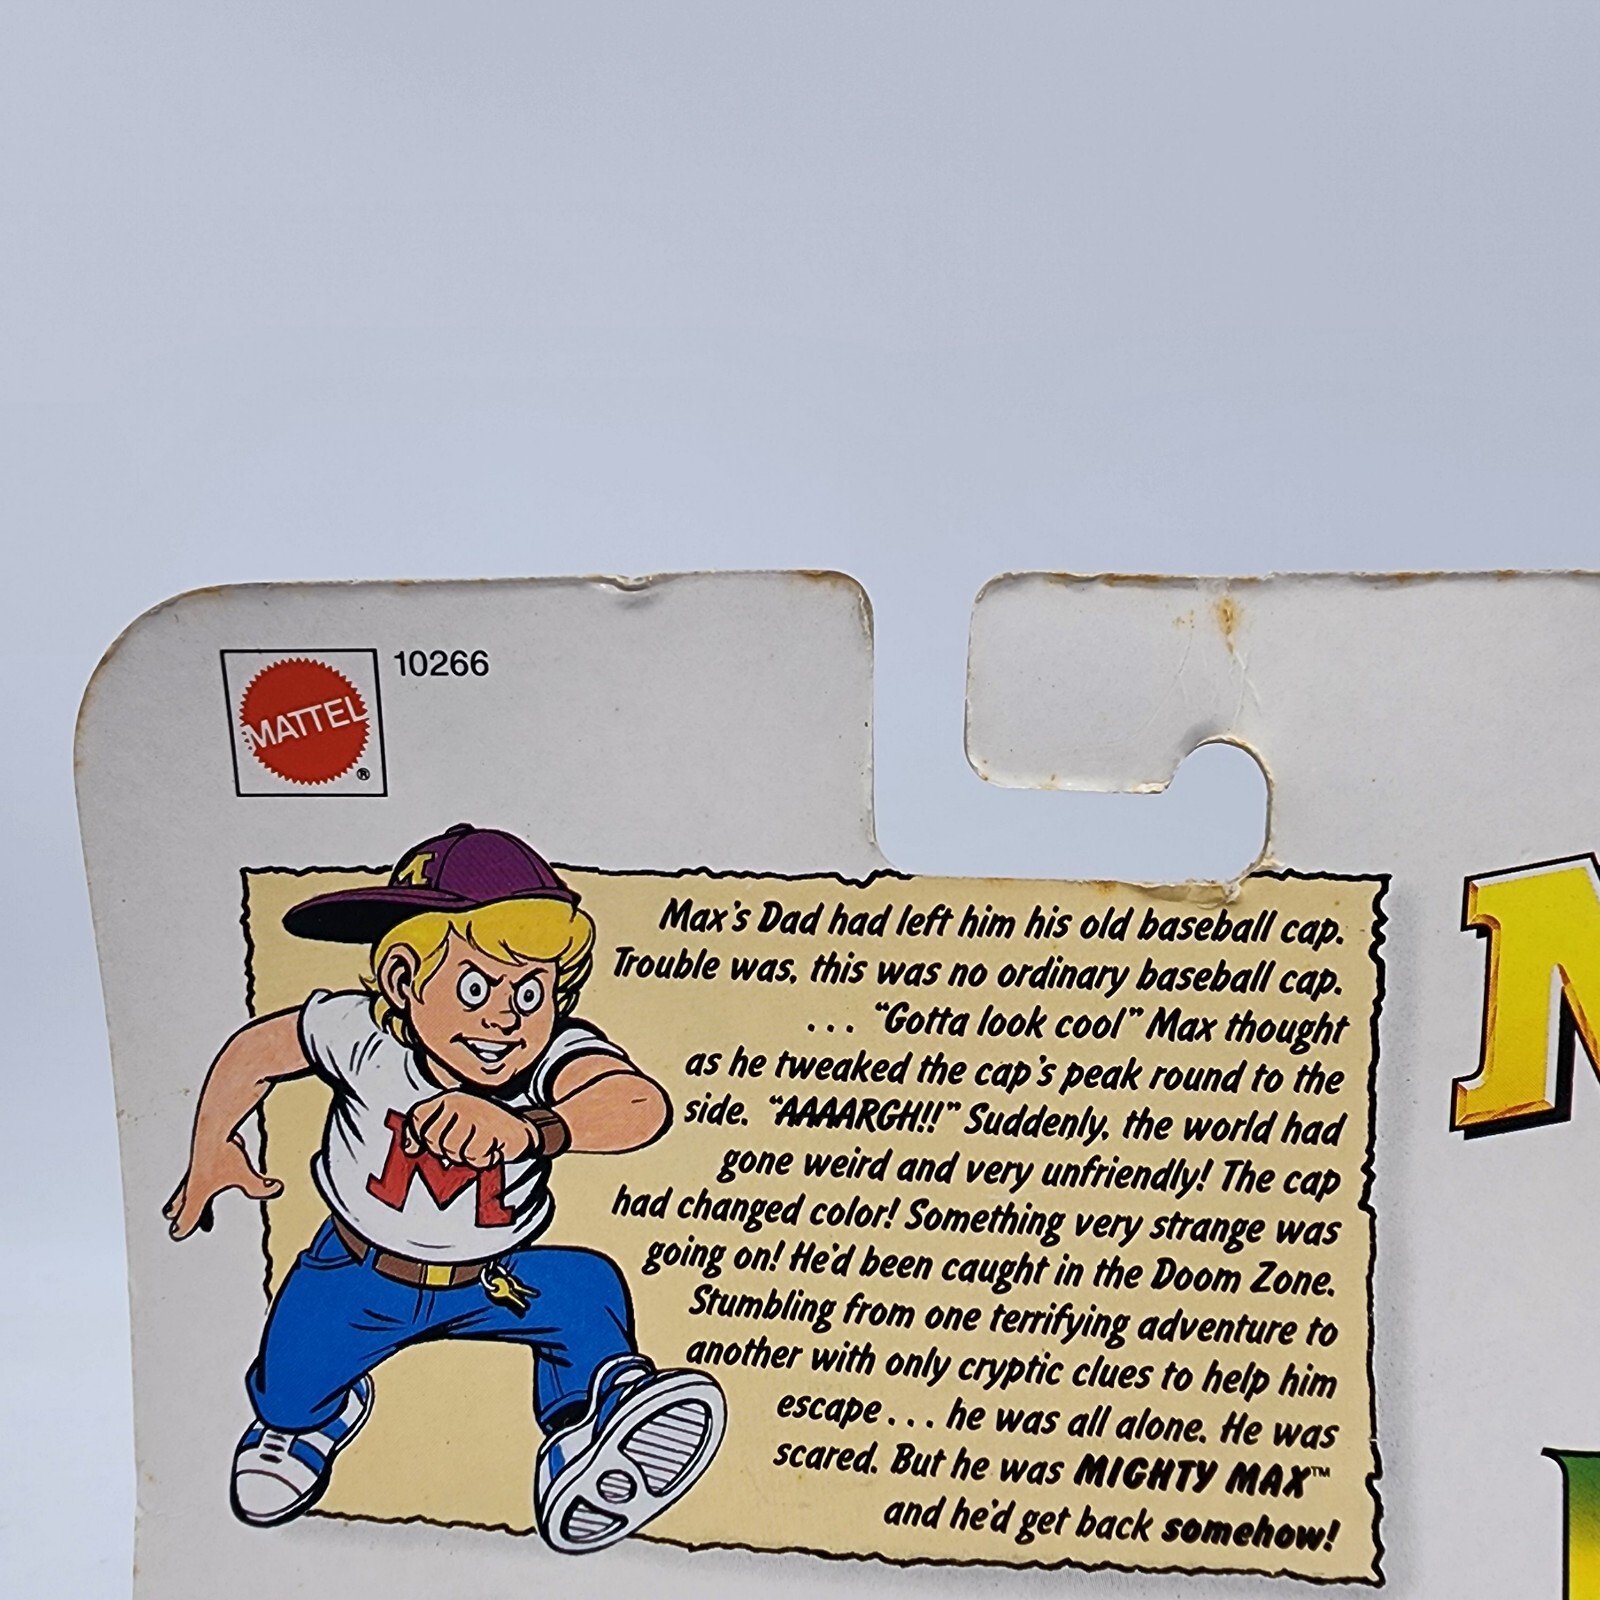 10266
MATTEL
®
M
M
Max's Dad had left him his old baseball cap.
Trouble was, this was no ordinary baseball cap.
... "Gotta look cool" Max thought
as he tweaked the cap's peak round to the
side. "AAAARGH!!" Suddenly, the world had
gone weird and very unfriendly! The cap
had changed color! Something very strange was
going on! He'd been caught in the Doom Zone.
Stumbling from one terrifying adventure to
another with only cryptic clues to help him
escape... he was all alone. He was
scared. But he was MIGHTY MAX™
and he'd get back somehow!